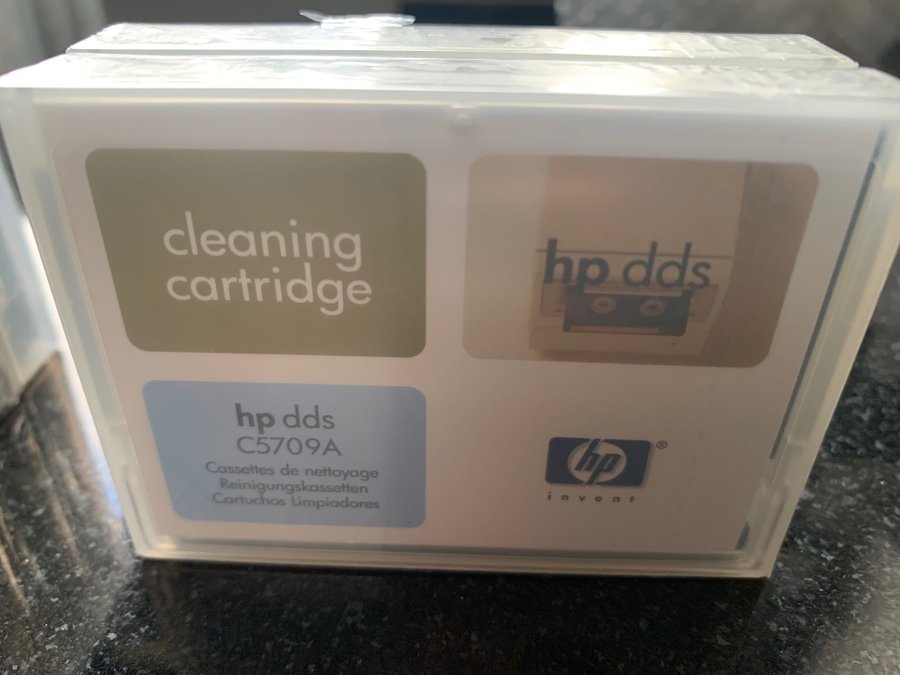 cleaning
cartridge
hp dds
hp dds
C5709A
Cassettes de nettoyage
Reinigungskassetten
Cartuchos Limpiadores
hp®
invent